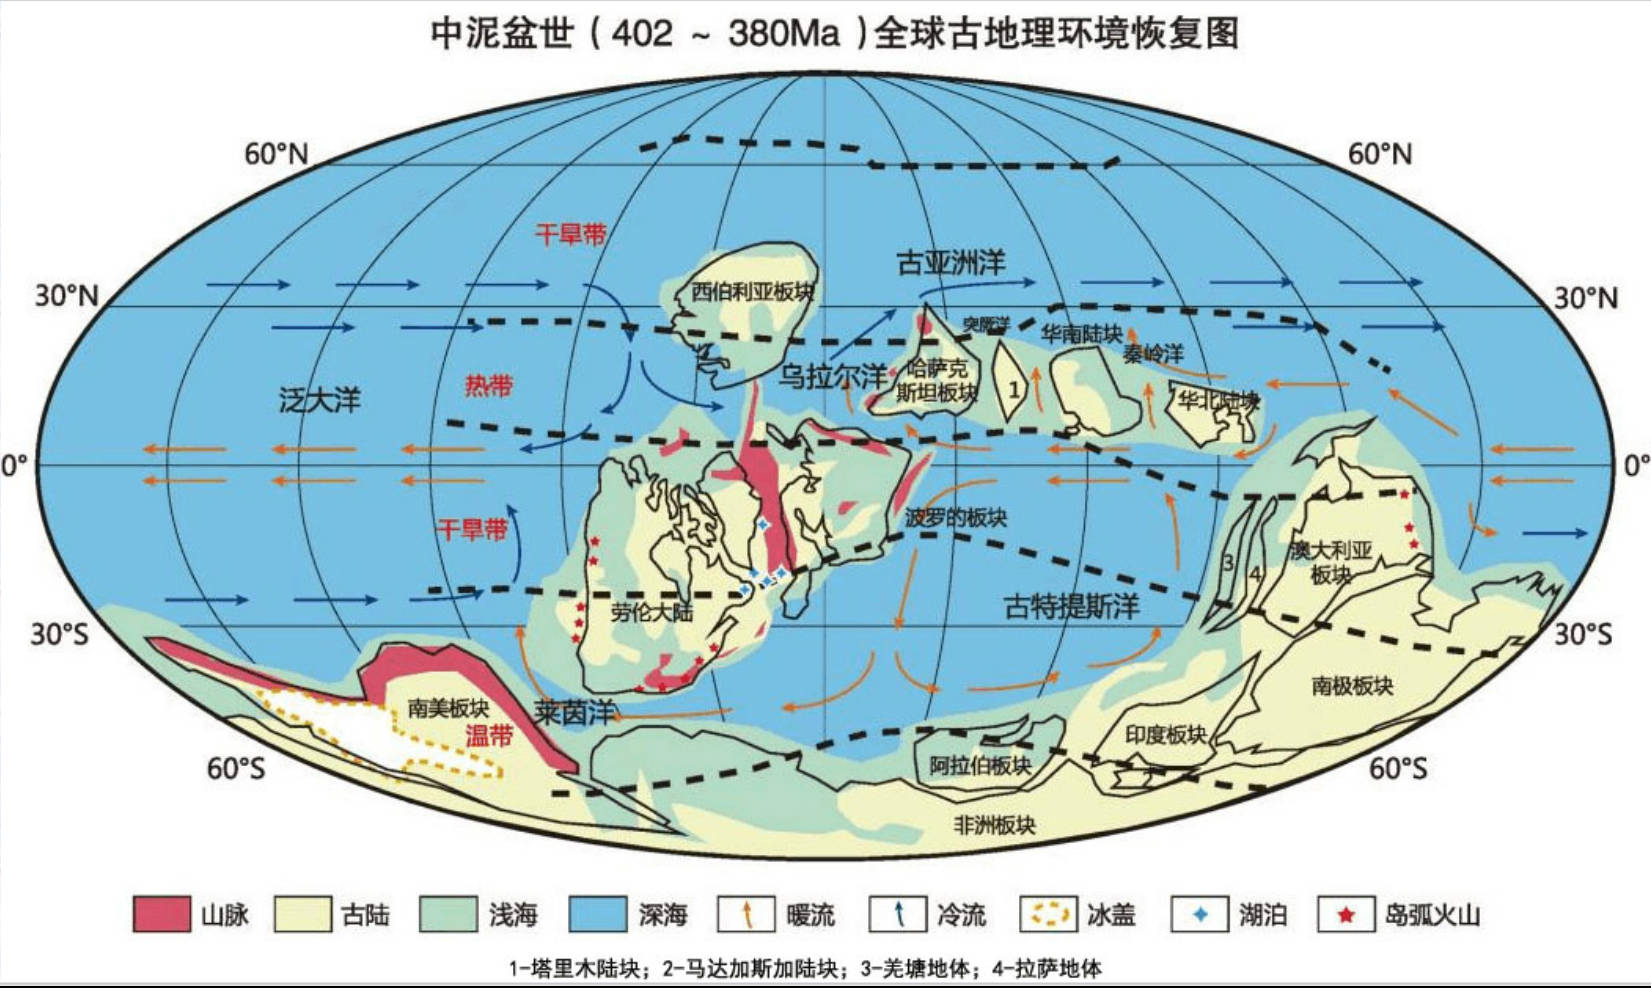 中泥盆世（402 ~ 380Ma）全球古地理环境恢复图
60°N
60°N
干旱带
古亚洲洋
西伯利亚板块
30°N
30°N
突厥洋
华南陆块
秦岭洋
乌拉尔洋
哈萨克
斯坦板块
1
热带
泛大洋
华北陆块
0°
0°
干旱带
波罗的板块
澳大利亚
板块
3
4
劳伦大陆
古特提斯洋
30°S
30°S
南极板块
南美板块
莱茵洋
温带
印度板块
60°S
阿拉伯板块
60°S
非洲板块
山脉
古陆
浅海
深海
暖流
冷流
冰盖
湖泊
岛弧火山
1-塔里木陆块；2-马达加斯加陆块；3-羌塘地体；4-拉萨地体